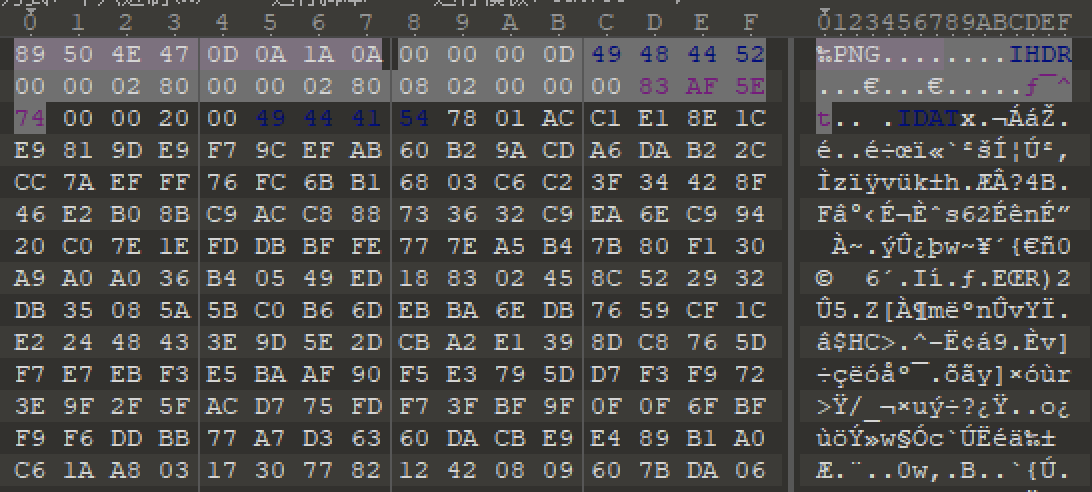 0 1 2 3 4 5 6 7 8 9 A B C D E F 0123456789ABCDEF
89 50 4E 47 0D 0A 1A 0A 00 00 00 0D 49 48 44 52 ‰PNG........IHDR
00 00 02 80 00 00 02 80 08 02 00 00 00 83 AF 5E ...€...€.....ƒ¯^
74 00 00 20 00 49 44 41 54 78 01 AC C1 E1 8E 1C t.. .IDATx.¬ÁáŽ.
E9 81 9D E9 F7 9C EF AB 60 B2 9A CD A6 DA B2 2C é..é÷œï«`²šÍ¦Ú²,
CC 7A EF FF 76 FC 6B B1 68 03 C6 C2 3F 34 42 8F Ìzïÿvük±h.ÆÂ?4B.
46 E2 B0 8B C9 AC C8 88 73 36 32 C9 EA 6E C9 94 Fâ°‹É¬Èˆs62ÉênÉ”
20 C0 7E 1E FD DB BF FE 77 7E A5 B4 7B 80 F1 30  À~.ýÛ¿þw~¥´{€ñ0
A9 A0 A0 36 B4 05 49 ED 18 83 02 45 8C 52 29 32 ©  6´.Ií.ƒ.EŒR)2
DB 35 08 5A 5B C0 B6 6D EB BA 6E DB 76 59 CF 1C Û5.Z[À¶mëºnÛvYÏ.
E2 24 48 43 3E 9D 5E 2D CB A2 E1 39 8D C8 76 5D â$HC>.^-Ë¢á9.Èv]
F7 E7 EB F3 E5 BA AF 90 F5 E3 79 5D D7 F3 F9 72 ÷çëóåº¯.õãy]×óùr
3E 9F 2F 5F AC D7 75 FD F7 3F BF 9F 0F 0F 6F BF >Ÿ/_¬×uý÷?¿Ÿ..o¿
F9 F6 DD BB 77 A7 D3 63 60 DA CB E9 E4 89 B1 A0 ùöÝ»w§Óc`ÚËéä‰±
C6 1A A8 03 17 30 77 82 12 42 08 09 60 7B DA 06 Æ.¨..0w‚.B..`{Ú.